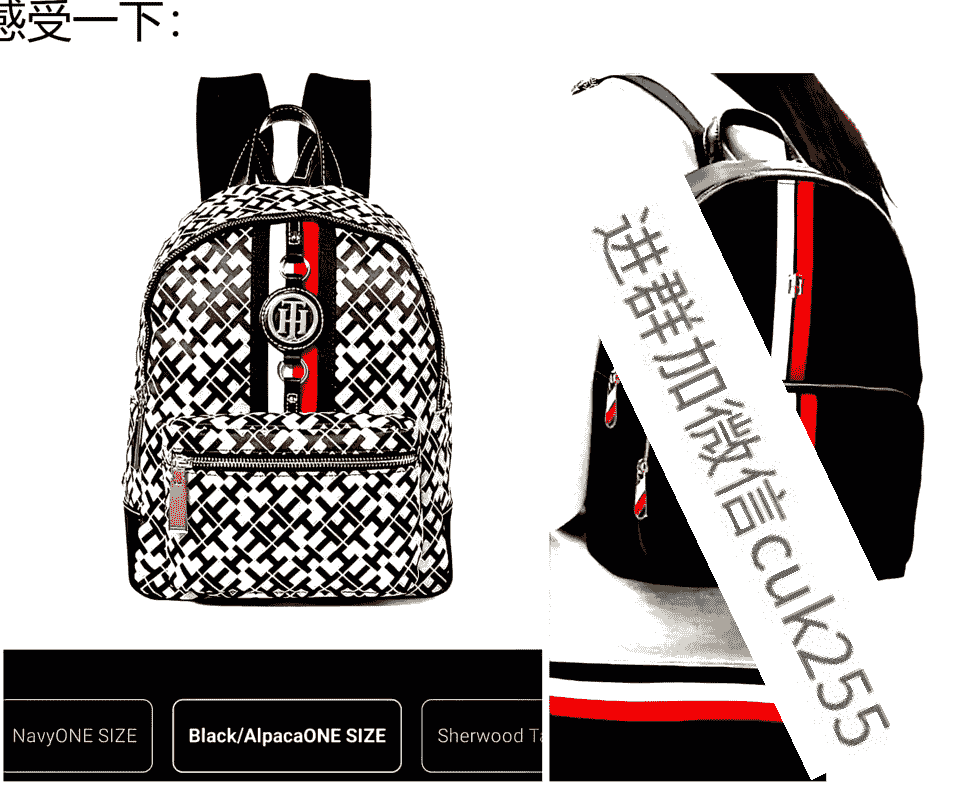 感受一下：
TH
进群加微信cuk255
NavyONE SIZE
Black/AlpacaONE SIZE
Sherwood Ta